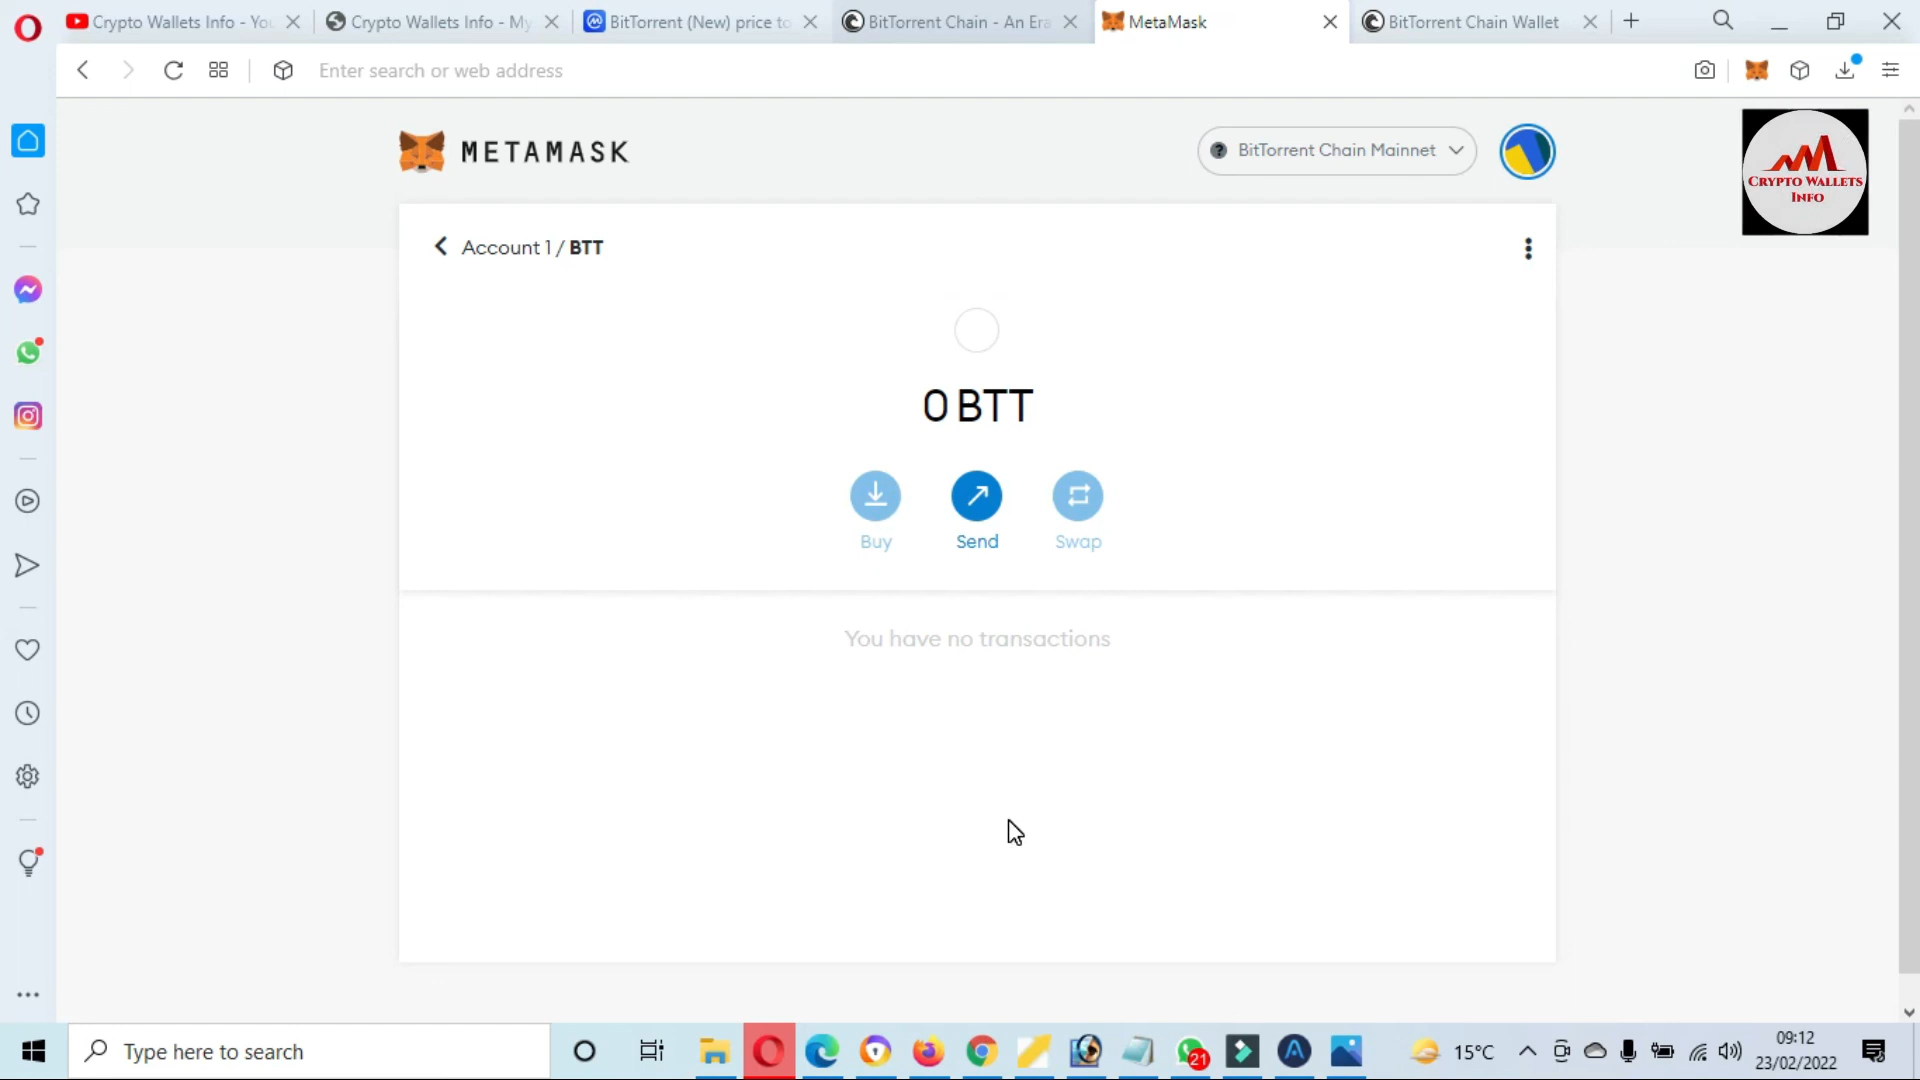 Crypto Wallets Info - You
Crypto Wallets Info - My
BitTorrent (New) price to
BitTorrent Chain - An Era
MetaMask
BitTorrent Chain Wallet
Enter search or web address
METAMASK
BitTorrent Chain Mainnet
CRYPTO WALLETS
INFO
Account 1 / BTT
0 BTT
Buy
Send
Swap
You have no transactions
Type here to search
21
15°C
09:12
23/02/2022